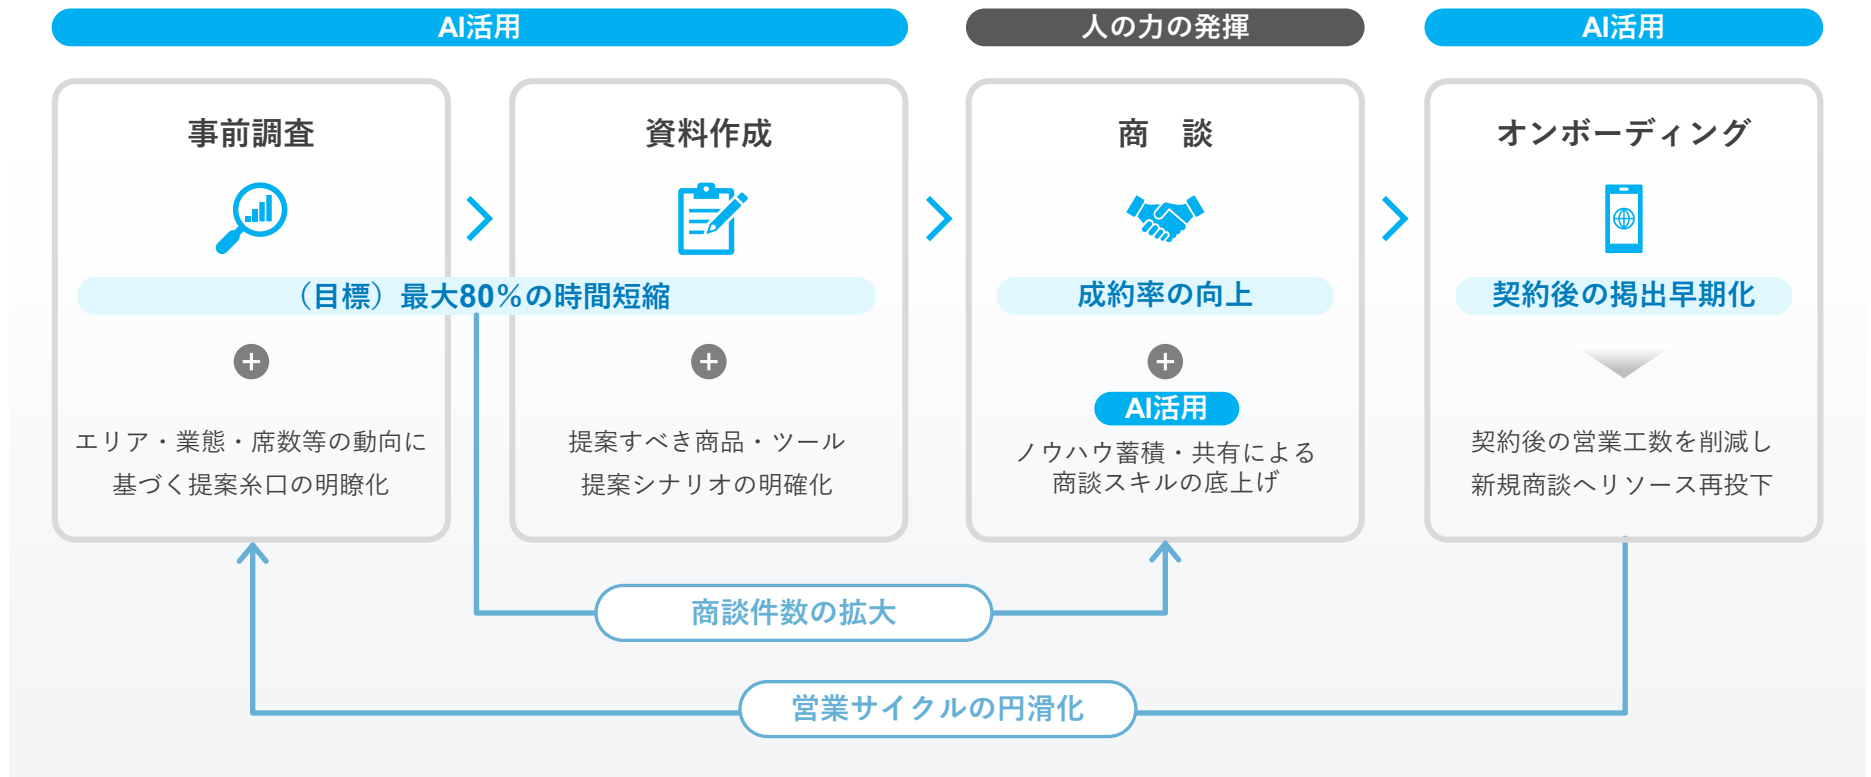 AI活用
人の力の発揮
AI活用
事前調査
資料作成
商　談
オンボーディング
（目標）最大80％の時間短縮
成約率の向上
契約後の掲出早期化
エリア・業態・席数等の動向に
基づく提案糸口の明瞭化
提案すべき商品・ツール
提案シナリオの明確化
AI活用
ノウハウ蓄積・共有による
商談スキルの底上げ
契約後の営業工数を削減し
新規商談へリソース再投下
商談件数の拡大
営業サイクルの円滑化